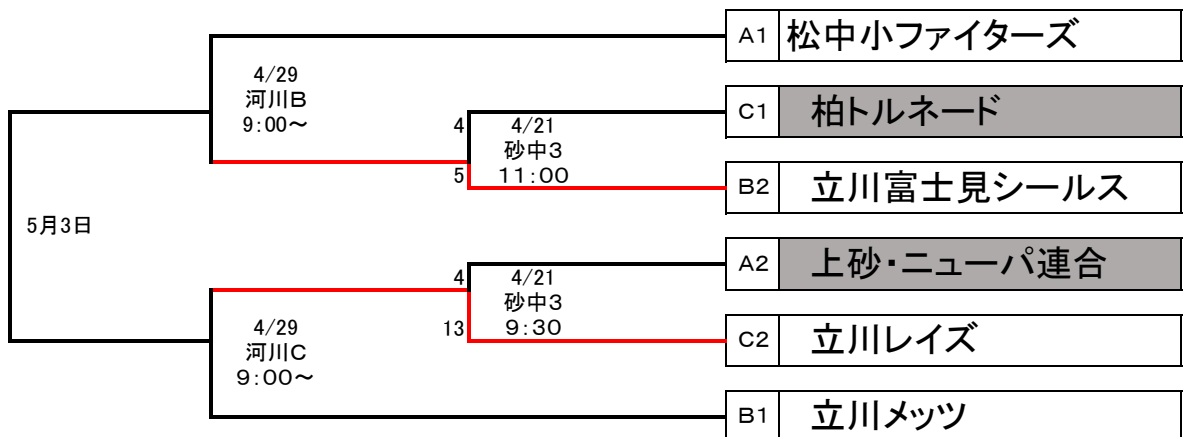 A1 松中小ファイターズ
4/29
河川B
9:00～
C1 柏トルネード
4
4/21
砂中3
11:00
5
B2 立川富士見シールス
5月3日
A2 上砂・ニューパ連合
4
4/21
砂中3
9:30
13
C2 立川レイズ
4/29
河川C
9:00～
B1 立川メッツ